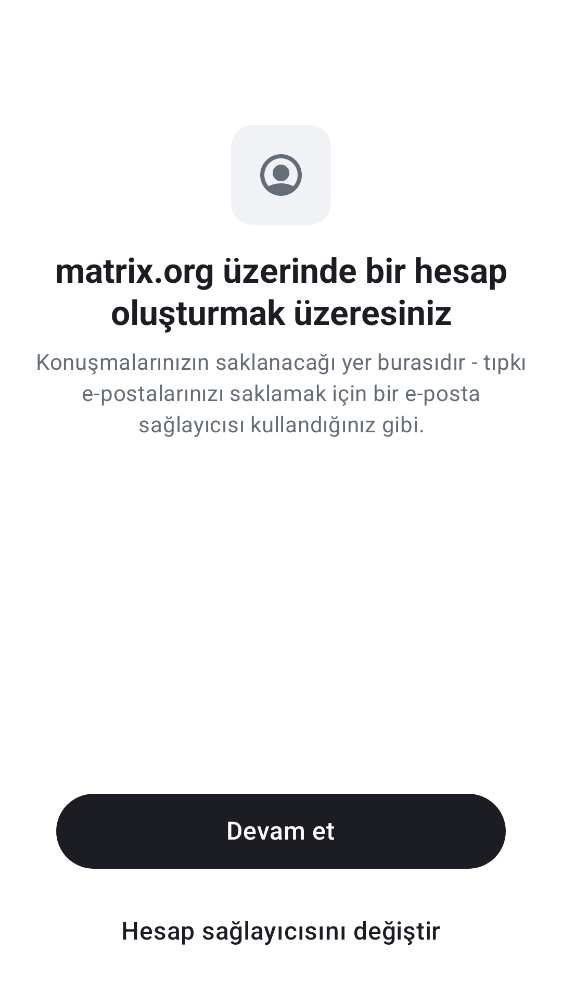 matrix.org üzerinde bir hesap
oluşturmak üzeresiniz
Konuşmalarınızın saklanacağı yer burasıdır - tıpkı
e-postalarınızı saklamak için bir e-posta
sağlayıcısı kullandığınız gibi.
Devam et
Hesap sağlayıcısını değiştir